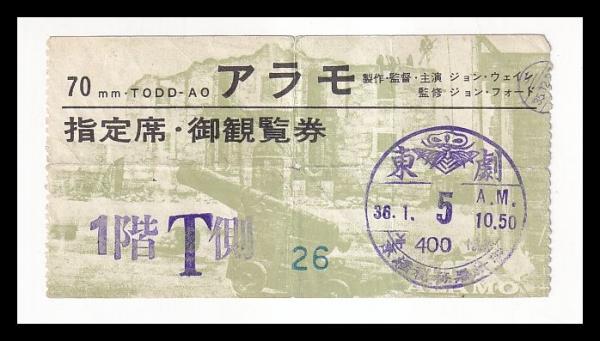 70 mm·TODD-AO アラモ 製作・監督・主演 ジョン・ウェイン
監修・ジョン・フォード
指定席・御観覧券
東劇
36.1. 5 A.M. 10.50
400
1階 T 側
26